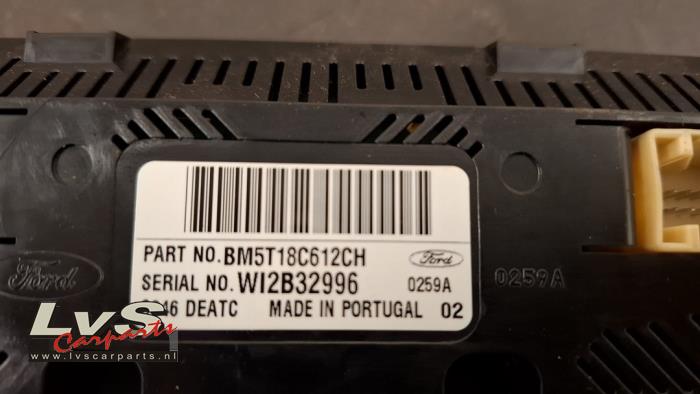 PART NO.BM5T18C612CH
Ford
SERIAL NO.WI2B32996
0259A
46 DEATC MADE IN PORTUGAL 02
Ford
0259A
LvS
Carparts
www.lvscarparts.nl